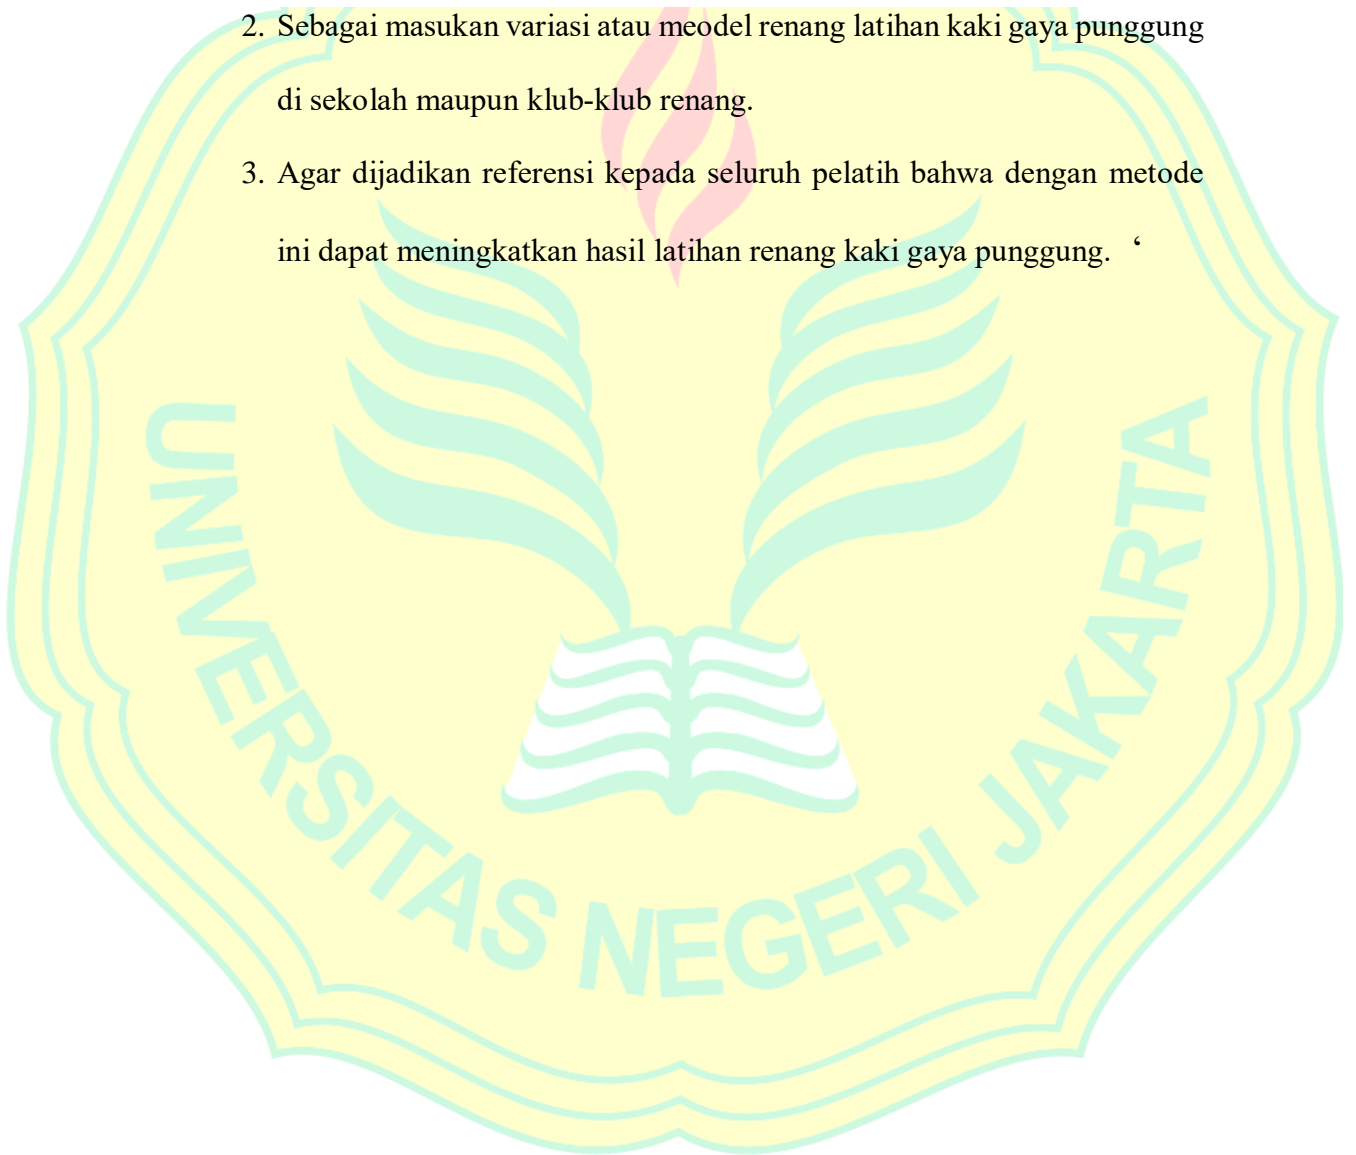 2. Sebagai masukan variasi atau meodel renang latihan kaki gaya punggung
di sekolah maupun klub-klub renang.
3. Agar dijadikan referensi kepada seluruh pelatih bahwa dengan metode
ini dapat meningkatkan hasil latihan renang kaki gaya punggung. ‘
UNIVERSITAS NEGERI JAKARTA